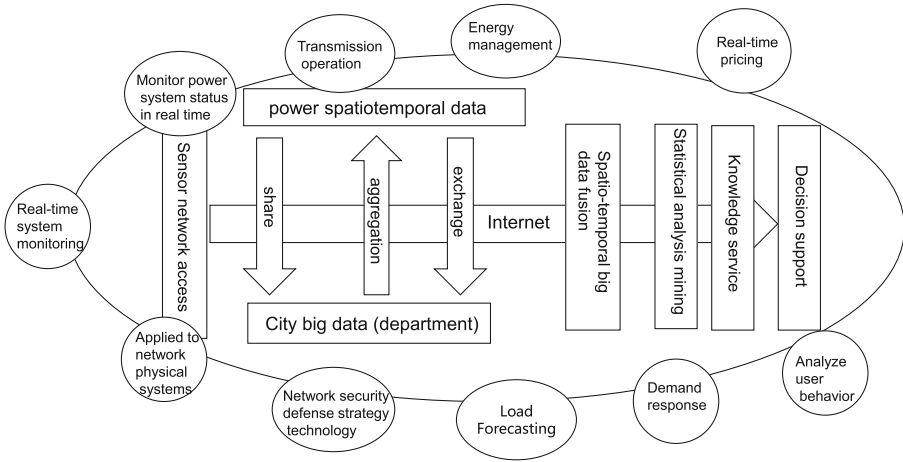 Transmission
operation
Energy
management
Real-time
pricing
Monitor power
system status
in real time
power spatiotemporal data
Sensor network access
share
aggregation
exchange
Internet
Spatio-temporal big
data fusion
Statistical analysis mining
Knowledge service
Decision support
Real-time
system
monitoring
City big data (department)
Applied to
network
physical
systems
Network security
defense strategy
technology
Load
Forecasting
Demand
response
Analyze
user
behavior